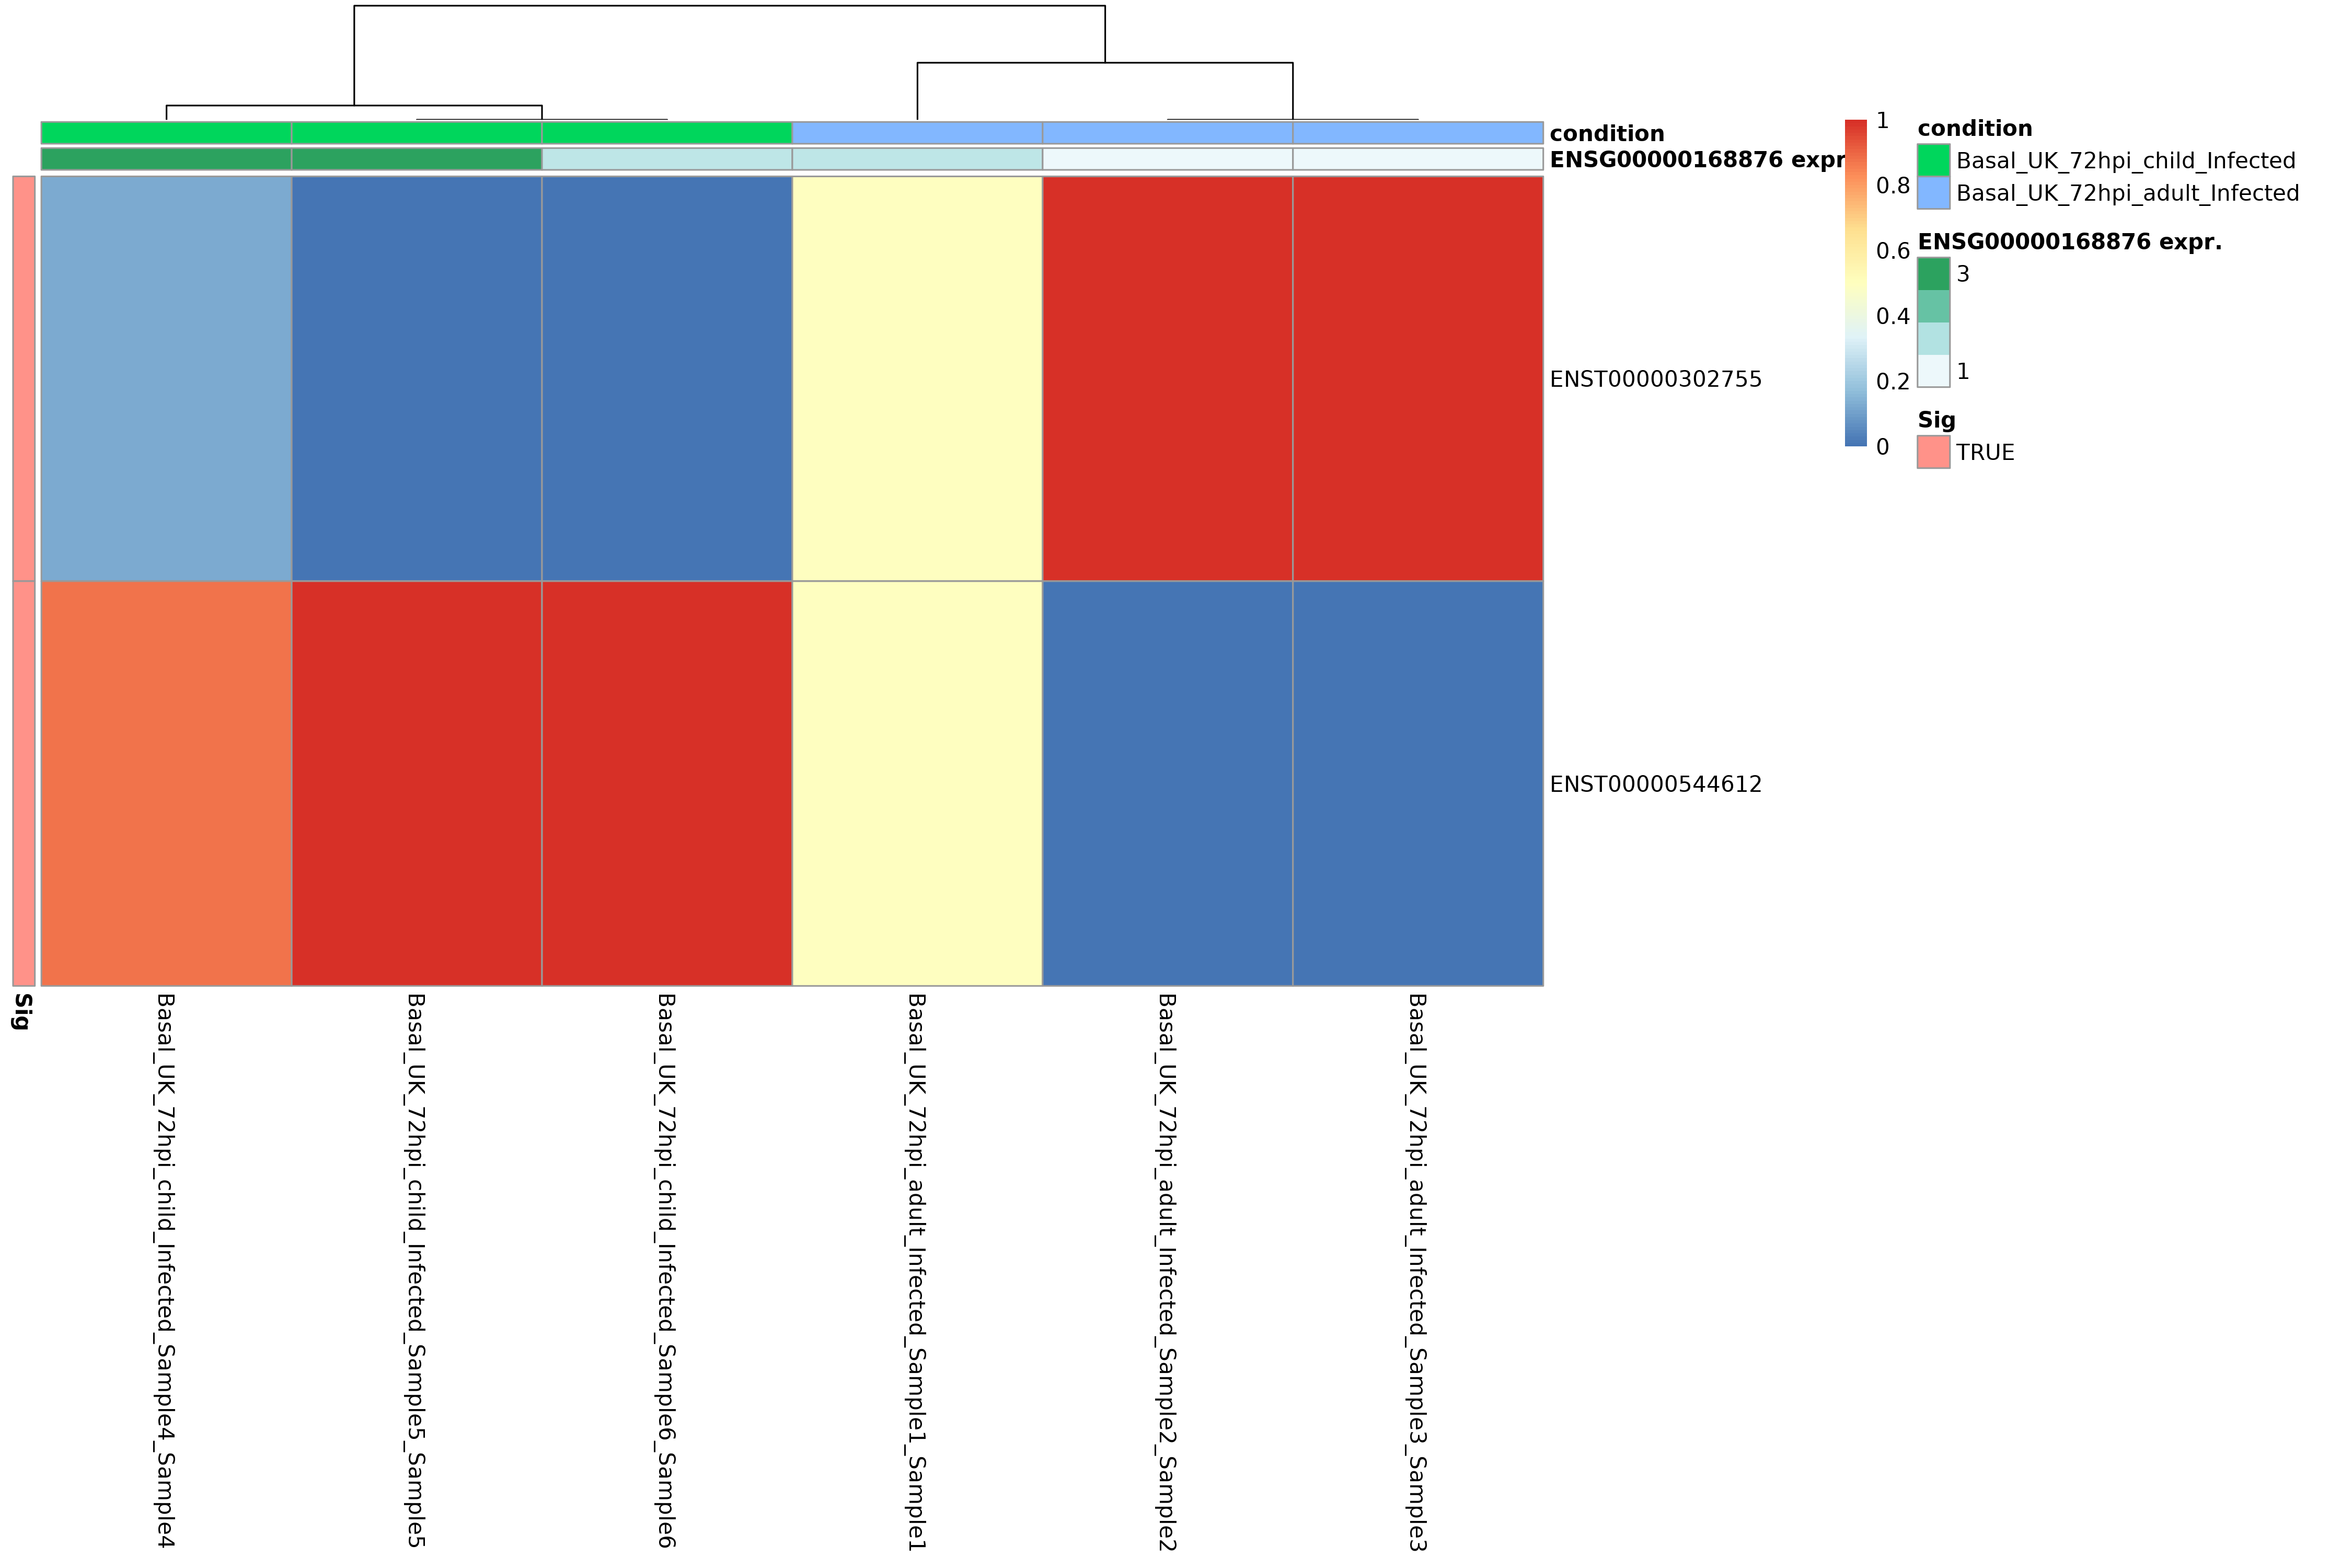 condition
ENSG00000168876 expr
ENST00000302755
ENST00000544612
Sig
Basal_UK_72hpi_child_Infected_Sample4_Sample4
Basal_UK_72hpi_child_Infected_Sample5_Sample5
Basal_UK_72hpi_child_Infected_Sample6_Sample6
Basal_UK_72hpi_adult_Infected_Sample1_Sample1
Basal_UK_72hpi_adult_Infected_Sample2_Sample2
Basal_UK_72hpi_adult_Infected_Sample3_Sample3
1
0.8
0.6
0.4
0.2
0
condition
Basal_UK_72hpi_child_Infected
Basal_UK_72hpi_adult_Infected
ENSG00000168876 expr.
3
1
Sig
TRUE